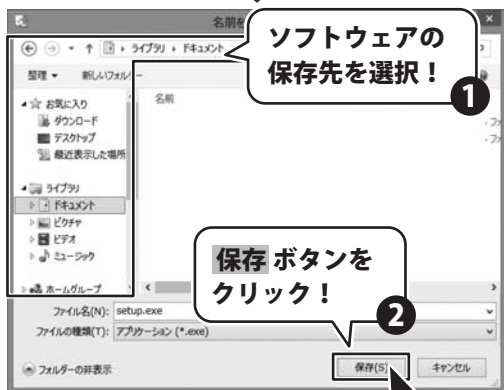 名前を
ソフトウェアの
保存先を選択！
1
ライブラリ ▸ ドキュメント
整理 新しいフォル
名前
お気に入り
ダウンロード
デスクトップ
最近表示した場所
ライブラリ
ドキュメント
ピクチャ
ビデオ
ミュージック
ホームグループ
保存 ボタンを
クリック！
2
ファイル名(N): setup.exe
ファイルの種類(T): アプリケーション (*.exe)
フォルダーの非表示
保存(S)
キャンセル